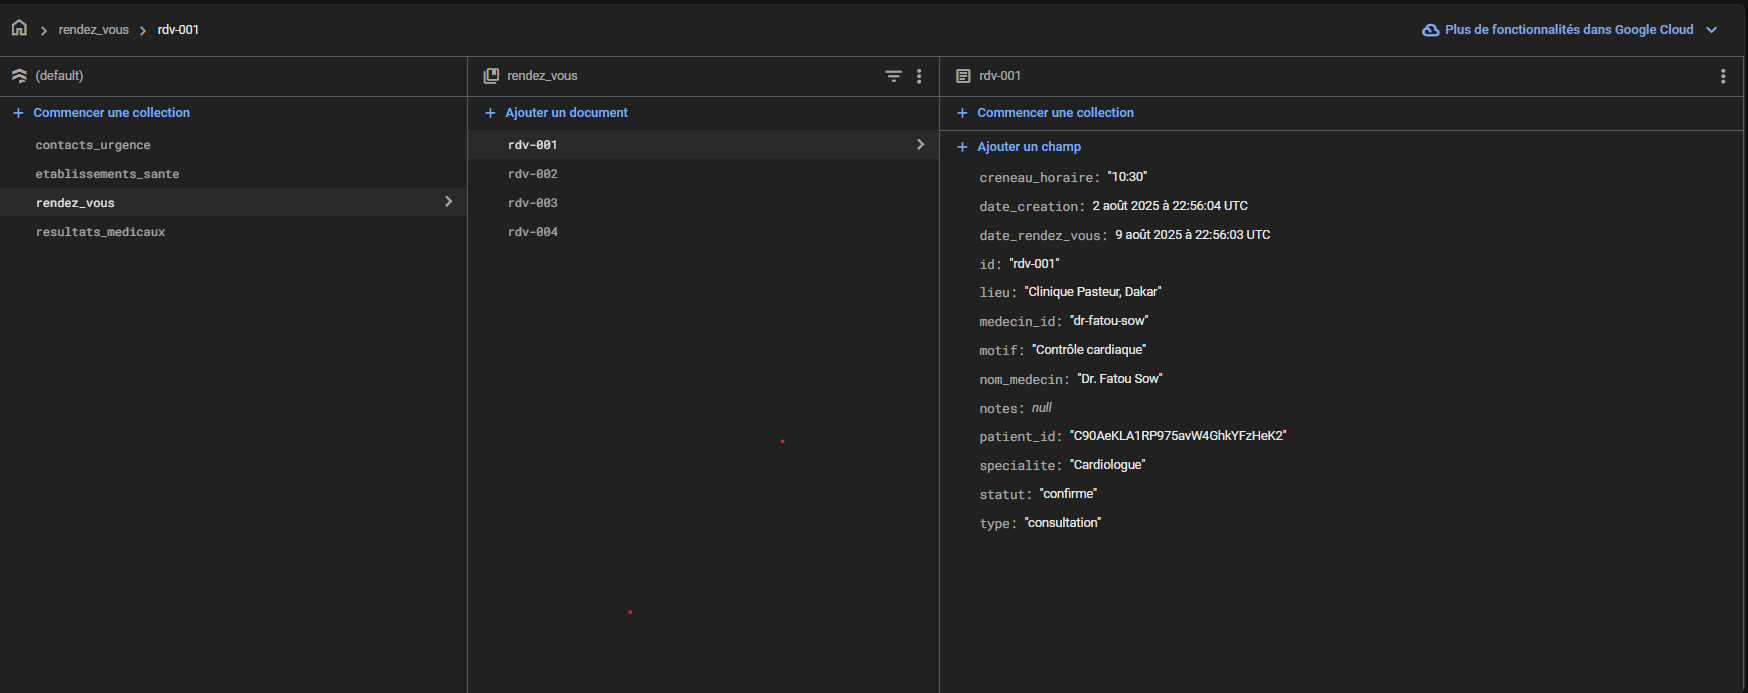 rendez_vous > rdv-001
Plus de fonctionnalités dans Google Cloud
(default)
Commencer une collection
contacts_urgence
etablissements_sante
rendez_vous
resultats_medicaux
rendez_vous
Ajouter un document
rdv-001
rdv-002
rdv-003
rdv-004
rdv-001
Commencer une collection
Ajouter un champ
creneau_horaire: "10:30"
date_creation: 2 août 2025 à 22:56:04 UTC
date_rendez_vous: 9 août 2025 à 22:56:03 UTC
id: "rdv-001"
lieu: "Clinique Pasteur, Dakar"
medecin_id: "dr-fatou-sow"
motif: "Contrôle cardiaque"
nom_medecin: "Dr. Fatou Sow"
notes: null
patient_id: "C90AeKLA1RP975avW4GhkYFzHeK2"
specialite: "Cardiologue"
statut: "confirme"
type: "consultation"